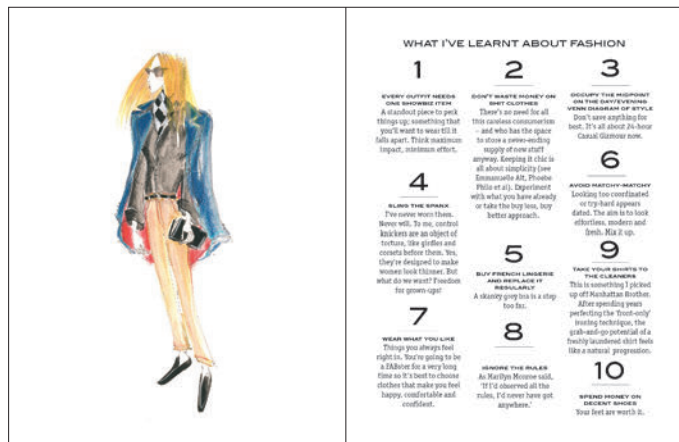 WHAT I'VE LEARNT ABOUT FASHION
1
EVERY OUTFIT NEEDS
ONE SHOWBIZ ITEM
A standout piece to perk
things up; something that
you'll want to wear till it
falls apart. Think maximum
impact, minimum effort.
2
DON'T WASTE MONEY ON
SHIT CLOTHES
There's no need for all
this careless consumerism
– and who has the space
to store a never-ending
supply of new stuff
anyway. Keeping it chic is
all about simplicity (see
Emmanuelle Alt, Phoebe
Philo et al). Experiment
with what you have already
or take the buy less, buy
better approach.
3
OCCUPY THE MIDPOINT
ON THE DAY/EVENING
VENN DIAGRAM OF STYLE
Don't save anything for
best. It's all about 24-hour
Casual Glamour now.
4
SLING THE SPANX
I've never worn them.
Never will. To me, control
knickers are an object of
torture, like girdles and
corsets before them. Yes,
they're designed to make
women look thinner. But
what do we want? Freedom
for grown-ups!
5
BUY FRENCH LINGERIE
AND REPLACE IT
REGULARLY
A skanky grey bra is a step
too far.
6
AVOID MATCHY-MATCHY
Looking too coordinated
or try-hard appears
dated. The aim is to look
effortless, modern and
fresh. Mix it up.
7
WEAR WHAT YOU LIKE
Things you always feel
right in. You're going to be
a FABster for a very long
time so it's best to choose
clothes that make you feel
happy, comfortable and
confident.
8
IGNORE THE RULES
As Marilyn Monroe said,
'If I'd observed all the
rules, I'd never have got
anywhere.'
9
TAKE YOUR SHIRTS TO
THE CLEANERS
This is something I picked
up off Manhattan Brother.
After spending years
perfecting the 'front-only'
ironing technique, the
grab-and-go potential of a
freshly laundered shirt feels
like a natural progression.
10
SPEND MONEY ON
DECENT SHOES
Your feet are worth it.